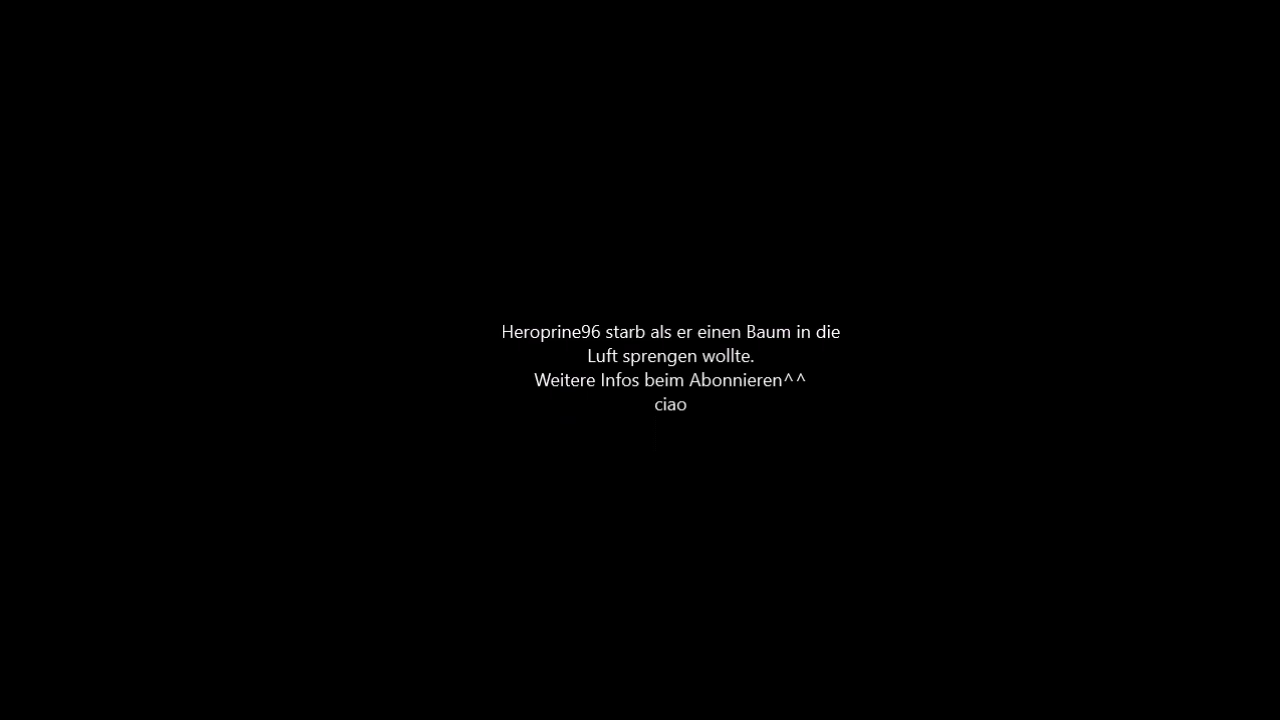 Heroprine96 starb als er einen Baum in die
Luft sprengen wollte.
Weitere Infos beim Abonnieren^^
ciao